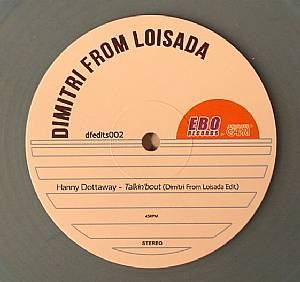 DIMITRI FROM LOISADA
dfedits002
EBO
RECORDS
Hanny Dottaway - Talkin'bout (Dimitri From Loisada Edit)
45RPM
STEREO